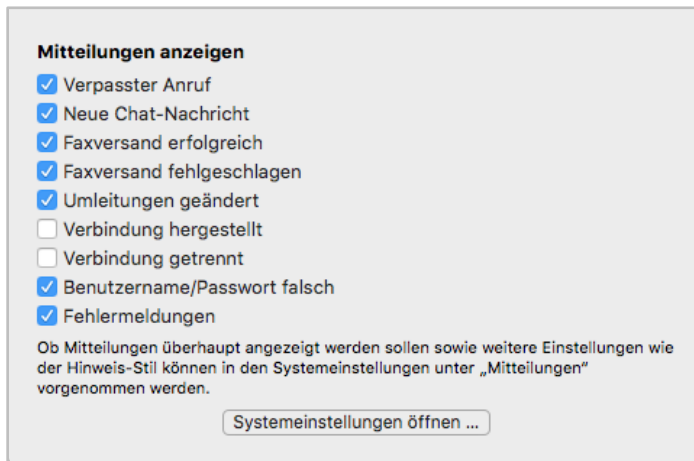 Mitteilungen anzeigen
Verpasster Anruf
Neue Chat-Nachricht
Faxversand erfolgreich
Faxversand fehlgeschlagen
Umleitungen geändert
Verbindung hergestellt
Verbindung getrennt
Benutzername/Passwort falsch
Fehlermeldungen
Ob Mitteilungen überhaupt angezeigt werden sollen sowie weitere Einstellungen wie
der Hinweis-Stil können in den Systemeinstellungen unter „Mitteilungen“
vorgenommen werden.
Systemeinstellungen öffnen ...